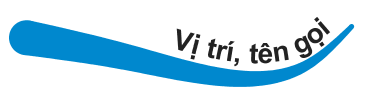 Vị trí, tên gọi